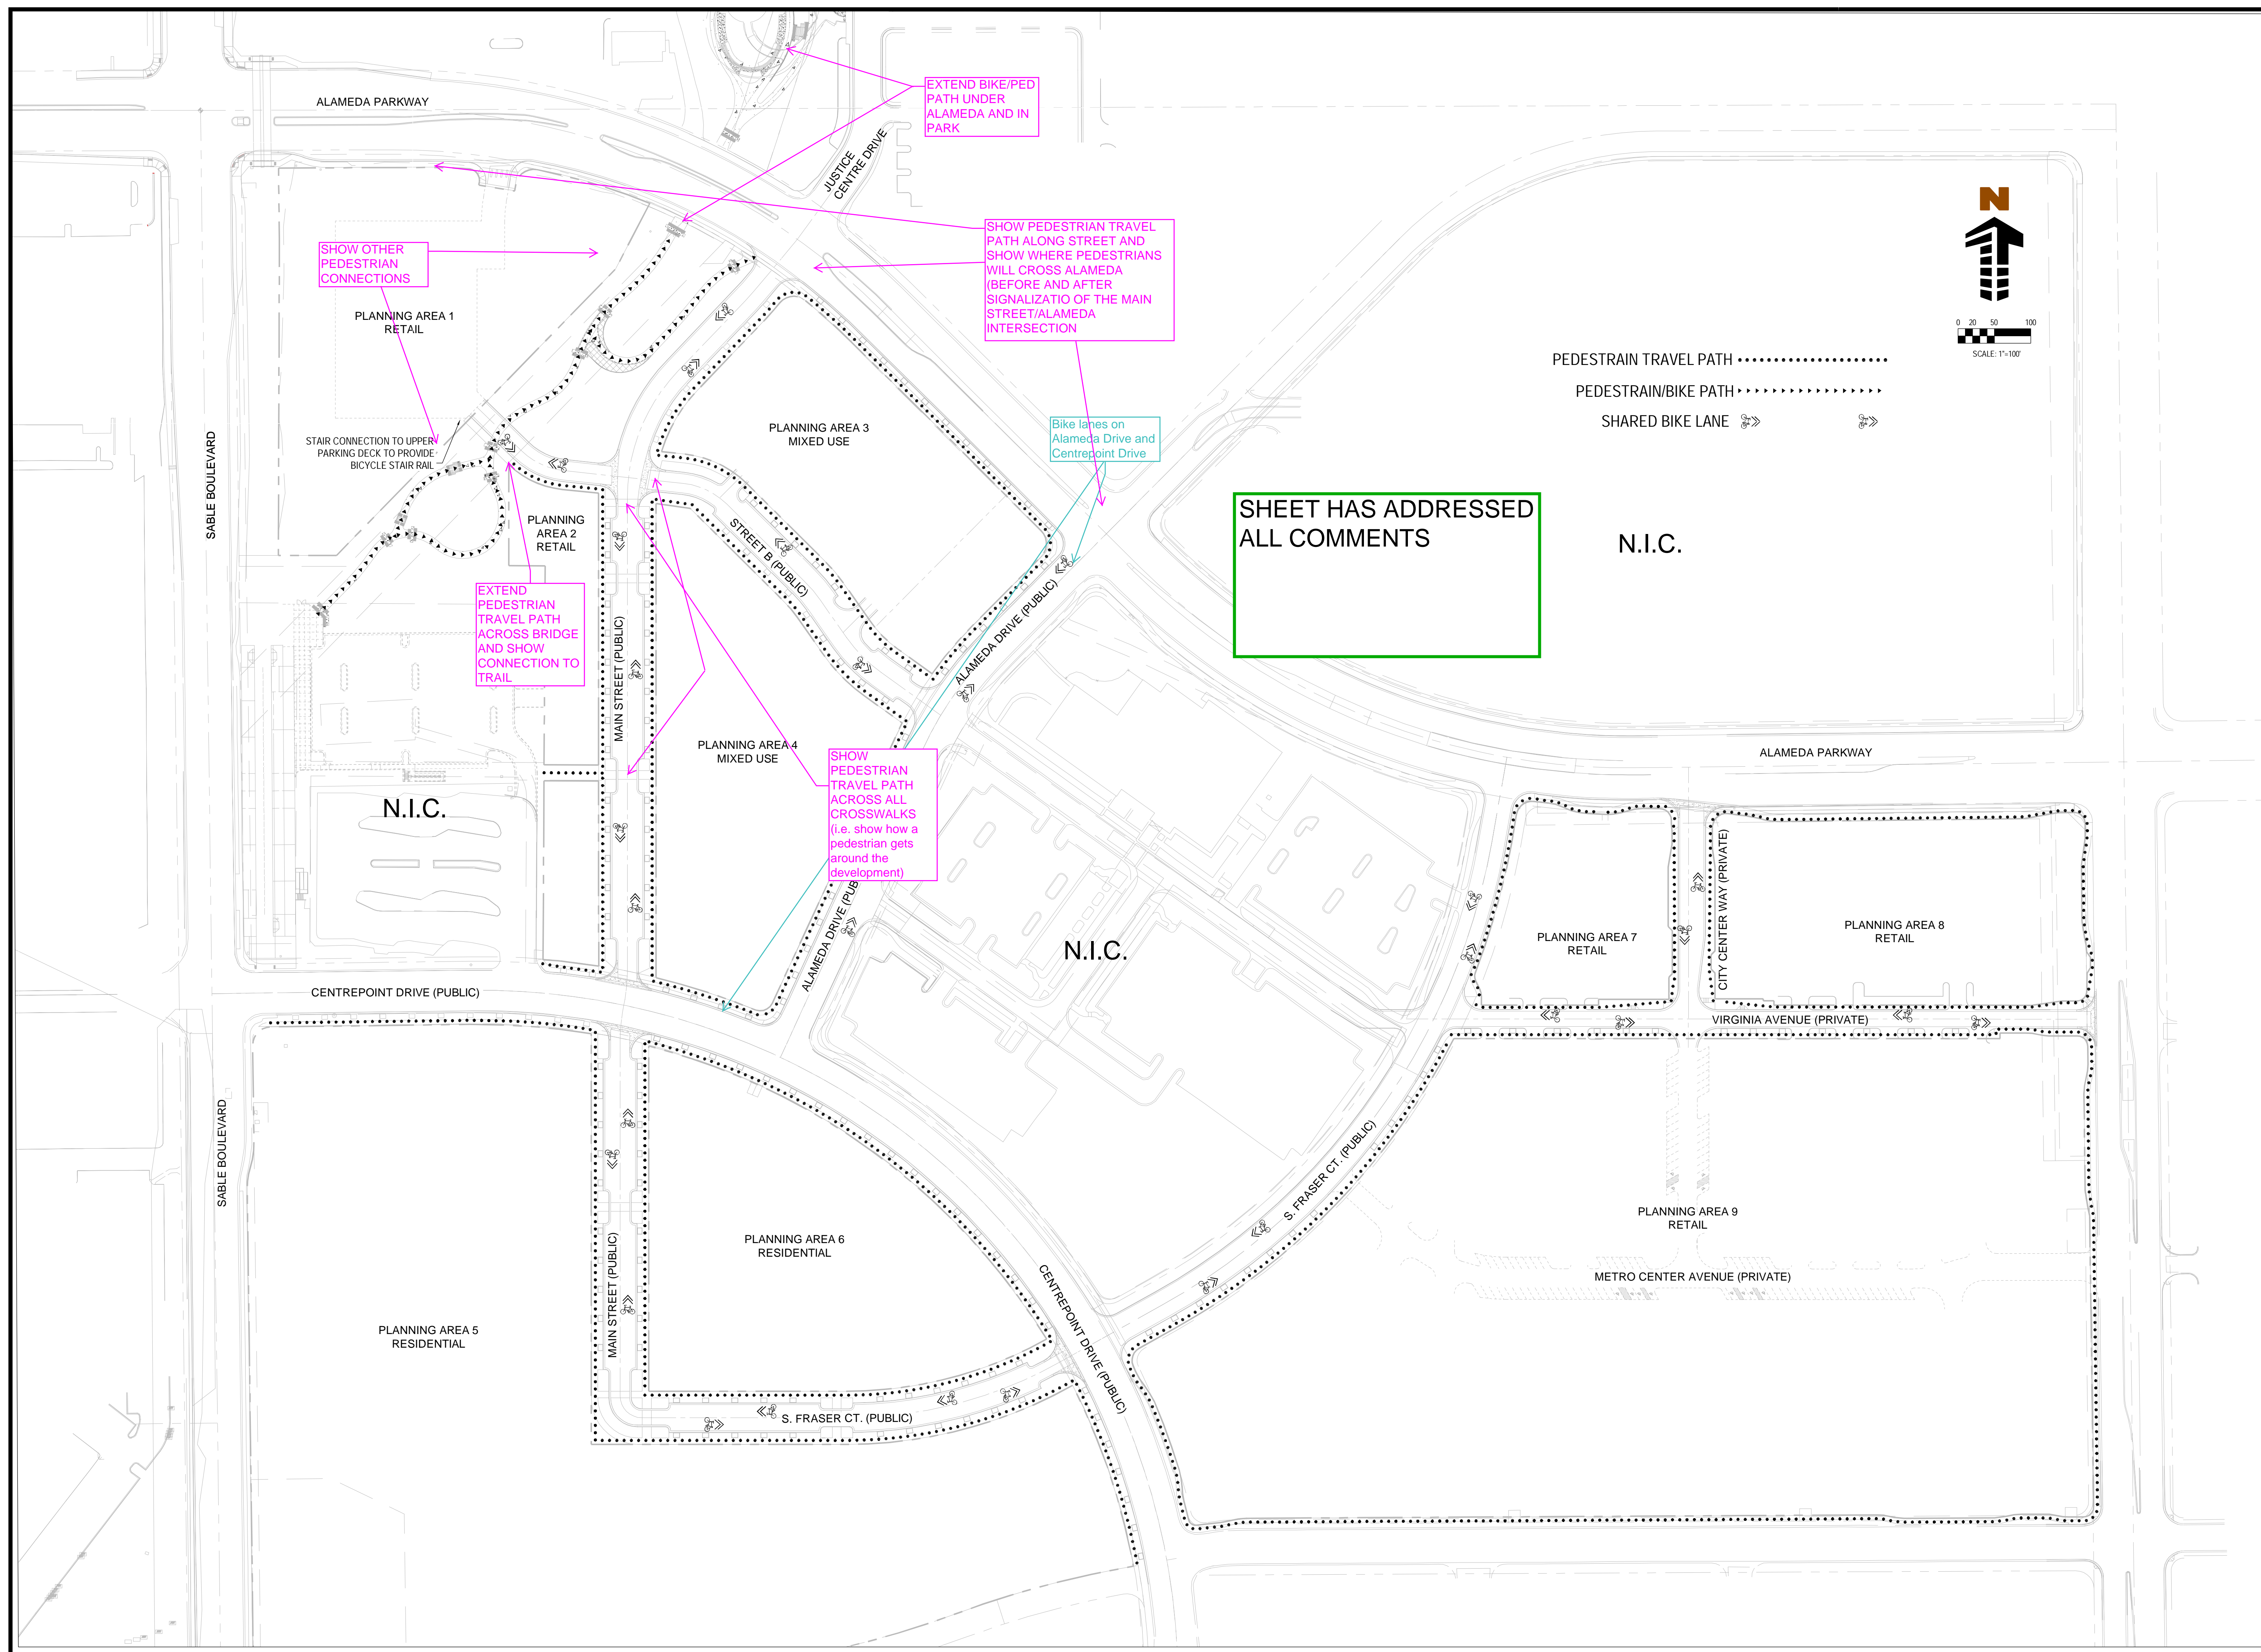 ALAMEDA PARKWAY
EXTEND BIKE/PED
PATH UNDER
ALAMEDA AND IN
PARK
JUSTICE
CENTRE DRIVE
N
0 20 50 100
SCALE: 1"=100'
SHOW OTHER
PEDESTRIAN
CONNECTIONS
SHOW PEDESTRIAN TRAVEL
PATH ALONG STREET AND
SHOW WHERE PEDESTRIANS
WILL CROSS ALAMEDA
(BEFORE AND AFTER
SIGNALIZATIO OF THE MAIN
STREET/ALAMEDA
INTERSECTION
PLANNING AREA 1
RETAIL
PEDESTRAIN TRAVEL PATH
PEDESTRAIN/BIKE PATH
SHARED BIKE LANE
STAIR CONNECTION TO UPPER
PARKING DECK TO PROVIDE
BICYCLE STAIR RAIL
PLANNING AREA 3
MIXED USE
Bike lanes on
Alameda Drive and
Centrepoint Drive
SABLE BOULEVARD
SHEET HAS ADDRESSED
ALL COMMENTS
N.I.C.
PLANNING
AREA 2
RETAIL
STREET B (PUBLIC)
EXTEND
PEDESTRIAN
TRAVEL PATH
ACROSS BRIDGE
AND SHOW
CONNECTION TO
TRAIL
MAIN STREET (PUBLIC)
ALAMEDA DRIVE (PUBLIC)
PLANNING AREA 4
MIXED USE
SHOW
PEDESTRIAN
TRAVEL PATH
ACROSS ALL
CROSSWALKS
(i.e. show how a
pedestrian gets
around the
development)
ALAMEDA PARKWAY
N.I.C.
ALAMEDA DRIVE (PUB
N.I.C.
PLANNING AREA 7
RETAIL
CITY CENTER WAY (PRIVATE)
PLANNING AREA 8
RETAIL
CENTREPOINT DRIVE (PUBLIC)
VIRGINIA AVENUE (PRIVATE)
SABLE BOULEVARD
S. FRASER CT. (PUBLIC)
PLANNING AREA 9
RETAIL
PLANNING AREA 6
RESIDENTIAL
MAIN STREET (PUBLIC)
CENTREPOINT DRIVE (PUBLIC)
METRO CENTER AVENUE (PRIVATE)
PLANNING AREA 5
RESIDENTIAL
S. FRASER CT. (PUBLIC)